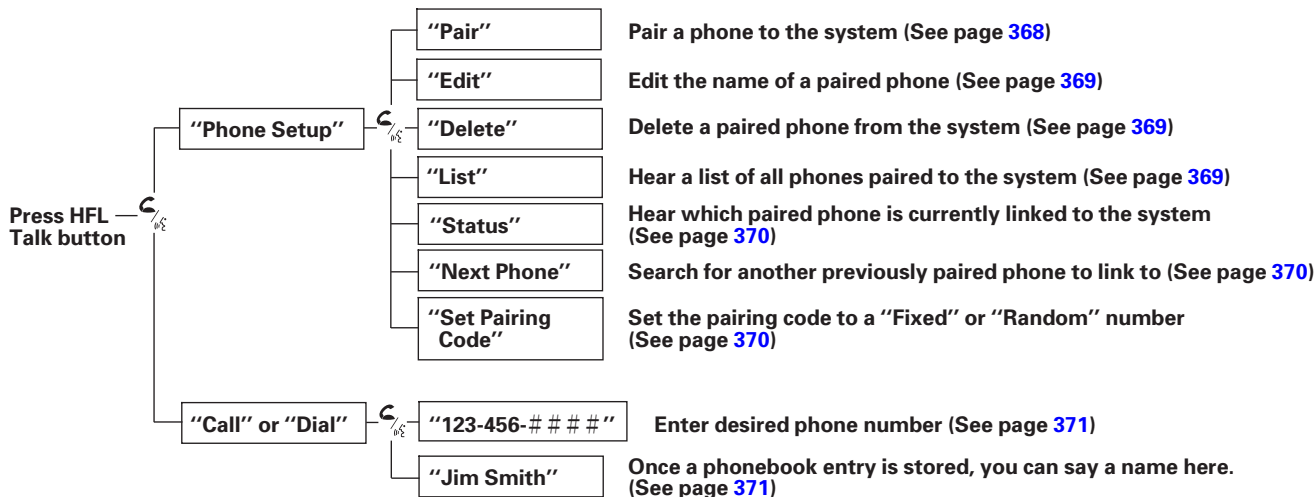 “Pair” Pair a phone to the system (See page 368)
“Edit” Edit the name of a paired phone (See page 369)
“Phone Setup” “Delete” Delete a paired phone from the system (See page 369)
“List” Hear a list of all phones paired to the system (See page 369)
Press HFL
Talk button
“Status” Hear which paired phone is currently linked to the system
(See page 370)
“Next Phone” Search for another previously paired phone to link to (See page 370)
“Set Pairing
Code”
Set the pairing code to a “Fixed” or “Random” number
(See page 370)
“Call” or “Dial” “123-456-####” Enter desired phone number (See page 371)
“Jim Smith” Once a phonebook entry is stored, you can say a name here.
(See page 371)